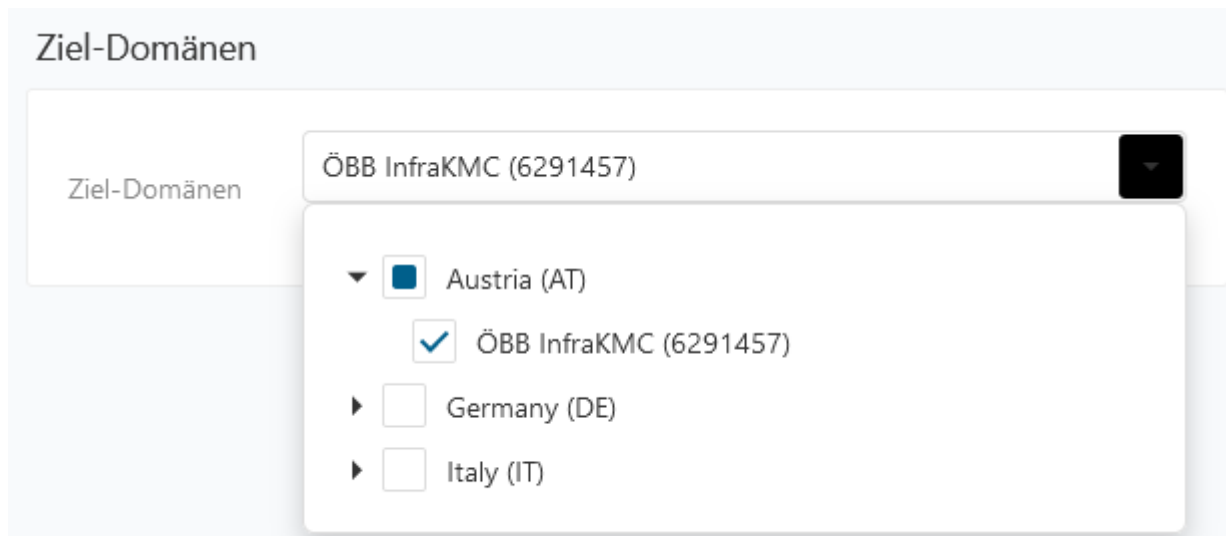 Ziel-Domänen
Ziel-Domänen
ÖBB InfraKMC (6291457)
Austria (AT)
ÖBB InfraKMC (6291457)
Germany (DE)
Italy (IT)